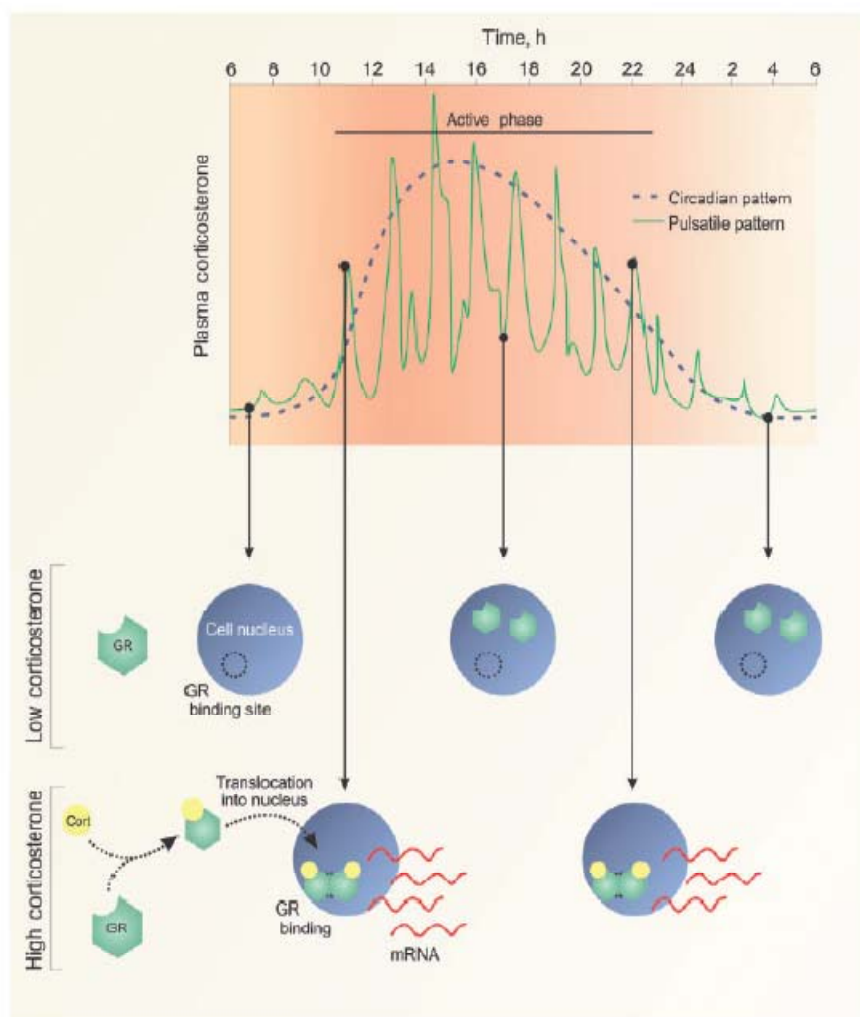 Time, h
6 8 10 12 14 16 18 20 22 24 2 4 6
Active phase
Circadian pattern
Pulsatile pattern
Plasma corticosterone
Low corticosterone
GR
Cell nucleus
GR
binding site
High corticosterone
Cort
GR
Translocation
into nucleus
GR
binding
mRNA